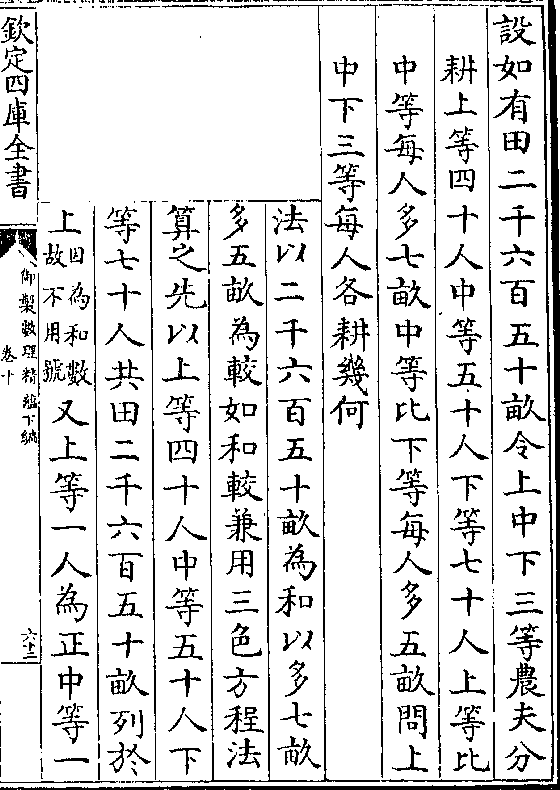 設如有田二千六百五十畝令上中下三等農夫分
耕上等四十人中等五十人下等七十人上等比
中等每人多七畝中等比下等每人多五畝問上
中下三等每人各耕幾何
法以二千六百五十畝為和以多七畝
多五畝為較如和較兼用三色方程法
算之先以上等四十人中等五十人下
等七十人共田二千六百五十畝列於
上因為和數故不用號又上等一人為正中等一
欽定四庫全書
御製數理精蘊下編
卷十
六十三